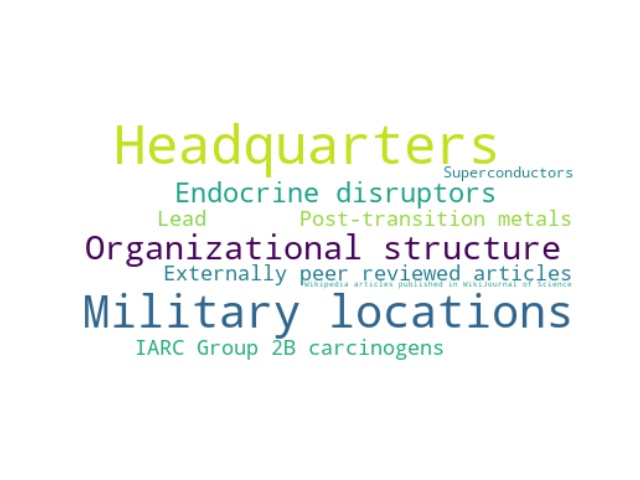 Headquarters
Superconductors
Endocrine disruptors
Lead
Post-transition metals
Organizational structure
Externally peer reviewed articles
Wikipedia articles published in WikiJournal of Science
Military locations
IARC Group 2B carcinogens